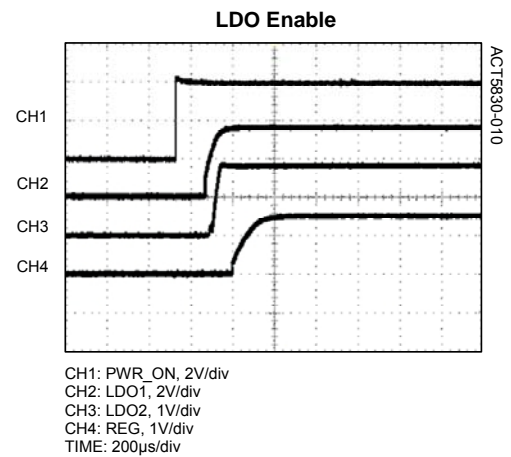 LDO Enable
ACT5830-010
CH1
CH2
CH3
CH4
CH1: PWR_ON, 2V/div
CH2: LDO1, 2V/div
CH3: LDO2, 1V/div
CH4: REG, 1V/div
TIME: 200µs/div